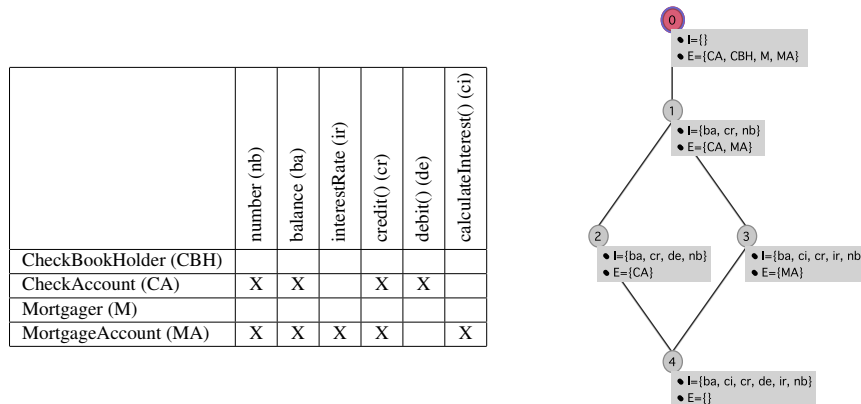 number (nb)
balance (ba)
interestRate (ir)
credit() (cr)
debit() (de)
calculateInterest() (ci)
CheckBookHolder (CBH)
CheckAccount (CA) X X X X
Mortgager (M)
MortgageAccount (MA) X X X X X
0
• I={}
• E={CA, CBH, M, MA}
1
• I={ba, cr, nb}
• E={CA, MA}
2
• I={ba, cr, de, nb}
• E={CA}
3
• I={ba, ci, cr, ir, nb
• E={MA}
4
• I={ba, ci, cr, de, ir, nb}
• E={}